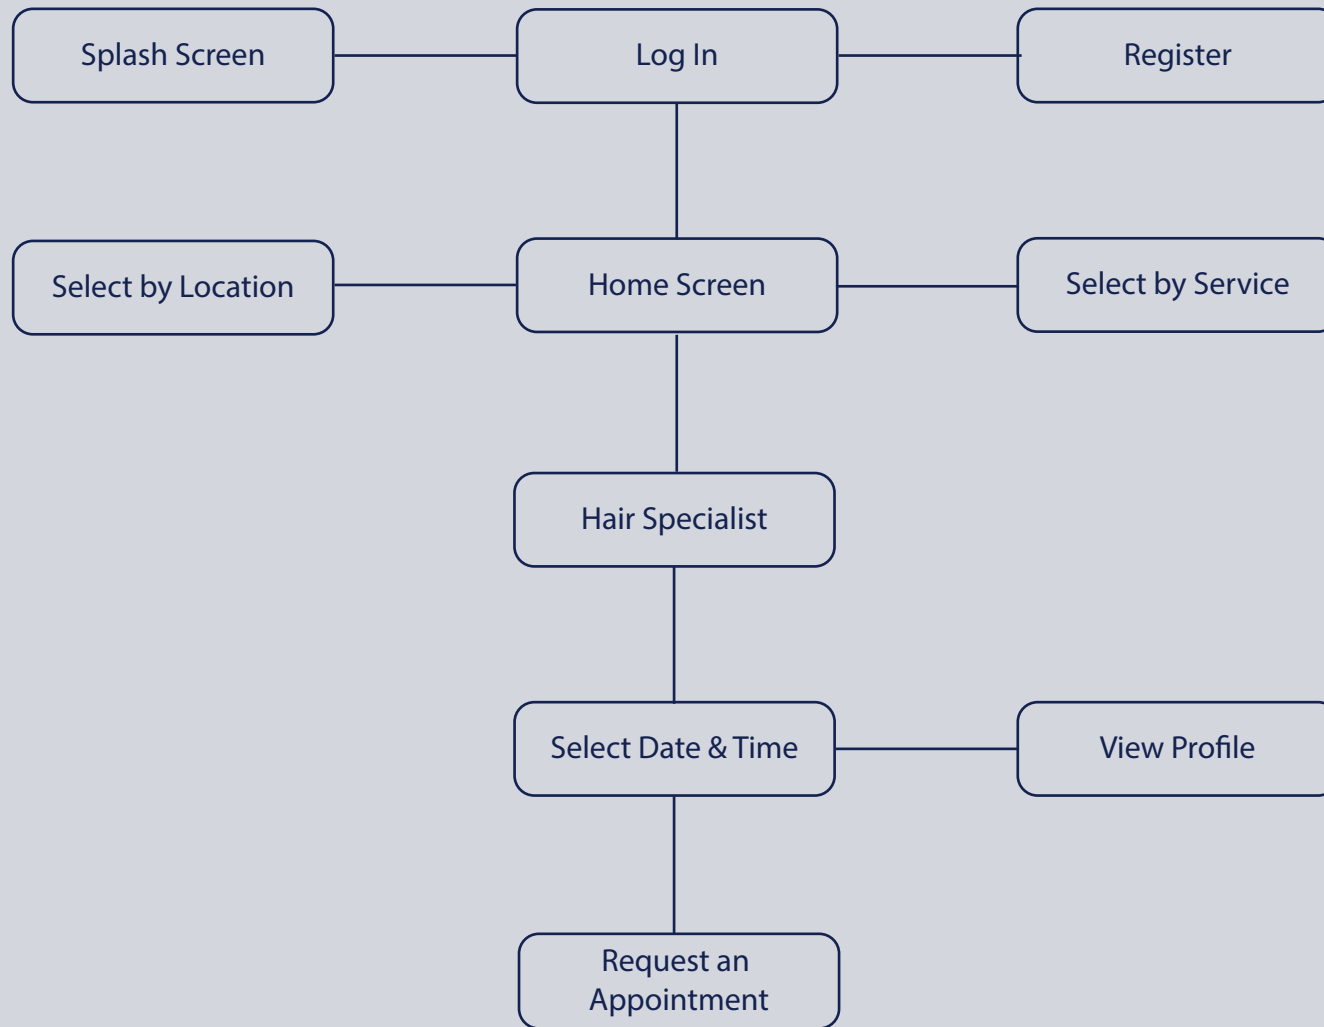 Splash Screen
Log In
Register
Select by Location
Home Screen
Select by Service
Hair Specialist
Select Date & Time
View Profile
Request an
Appointment